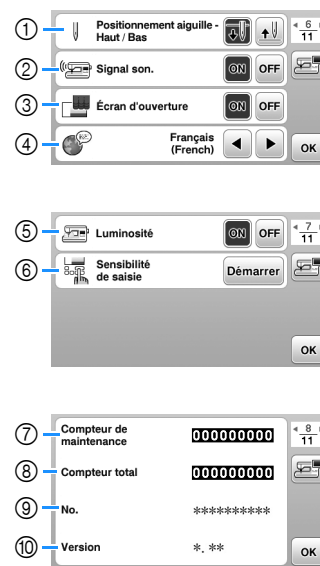 ① Positionnement aiguille -
Haut / Bas
6
11
② Signal son. ON OFF
③ Écran d'ouverture ON OFF
④ Français
(French)
OK
⑤ Luminosité ON OFF
7
11
⑥ Sensibilité
de saisie Démarrer
OK
⑦ Compteur de
maintenance 000000000
8
11
⑧ Compteur total 000000000
⑨ No. **********
⑩ Version *. **
OK